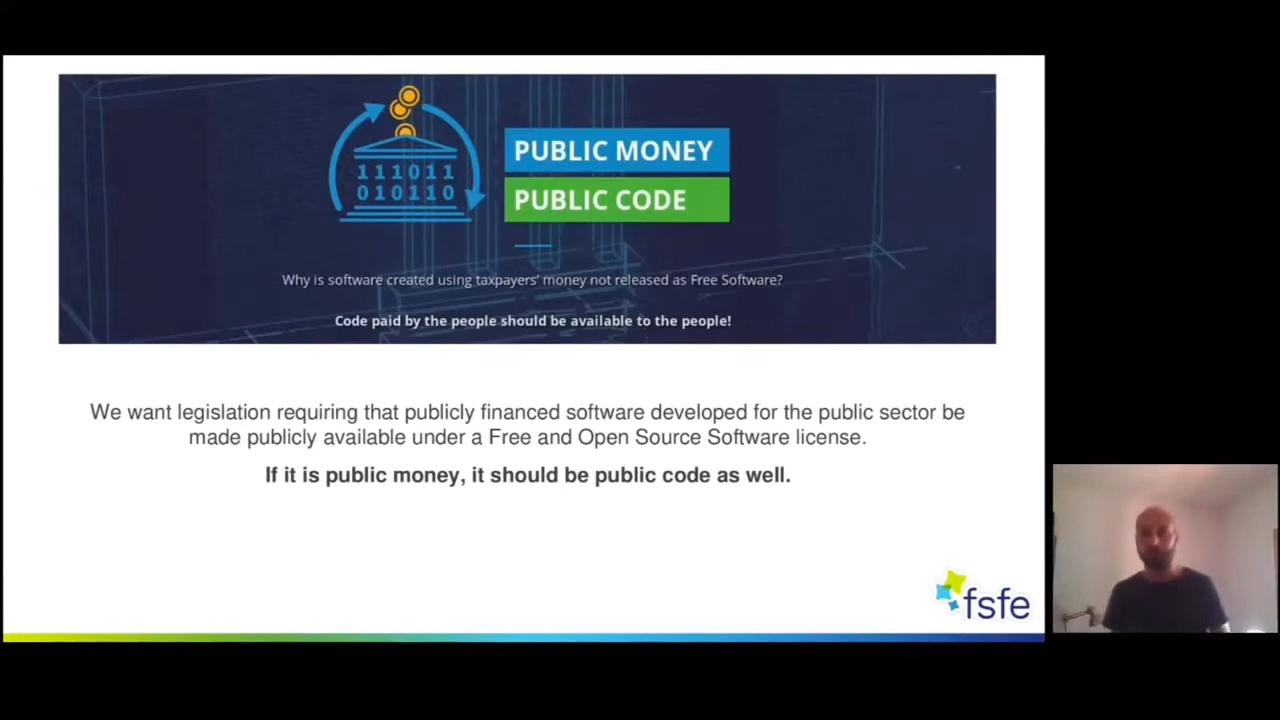 111011
010110
PUBLIC MONEY
PUBLIC CODE
Why is software created using taxpayers’ money not released as Free Software?
Code paid by the people should be available to the people!
We want legislation requiring that publicly financed software developed for the public sector be
made publicly available under a Free and Open Source Software license.
If it is public money, it should be public code as well.
fsfe